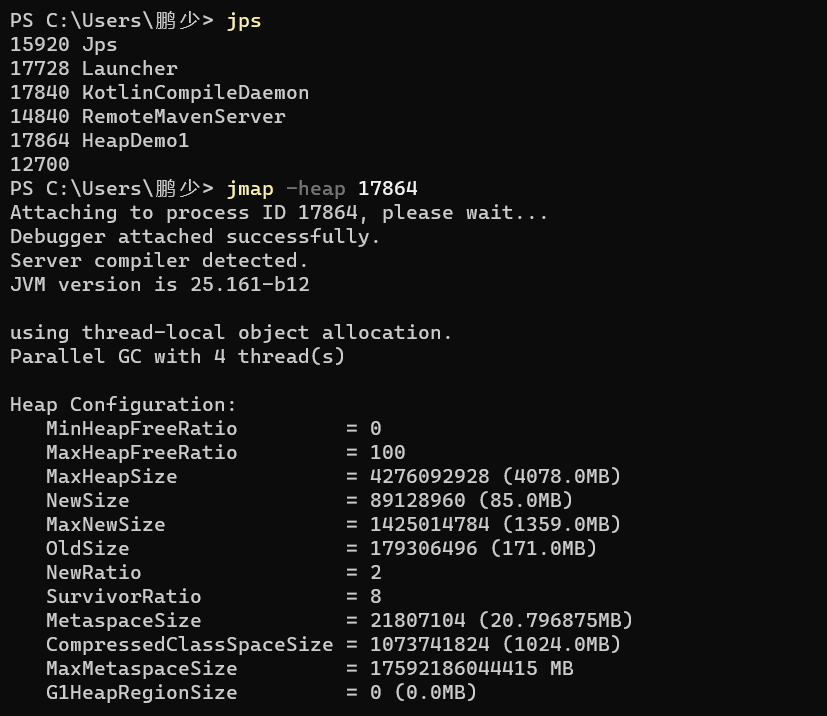 PS C:\Users\鹏少> jps
15920 Jps
17728 Launcher
17840 KotlinCompileDaemon
14840 RemoteMavenServer
17864 HeapDemo1
12700
PS C:\Users\鹏少> jmap -heap 17864
Attaching to process ID 17864, please wait...
Debugger attached successfully.
Server compiler detected.
JVM version is 25.161-b12
using thread-local object allocation.
Parallel GC with 4 thread(s)
Heap Configuration:
   MinHeapFreeRatio         = 0
   MaxHeapFreeRatio         = 100
   MaxHeapSize              = 4276092928 (4078.0MB)
   NewSize                  = 89128960 (85.0MB)
   MaxNewSize               = 1425014784 (1359.0MB)
   OldSize                  = 179306496 (171.0MB)
   NewRatio                 = 2
   SurvivorRatio            = 8
   MetaspaceSize            = 21807104 (20.796875MB)
   CompressedClassSpaceSize = 1073741824 (1024.0MB)
   MaxMetaspaceSize         = 17592186044415 MB
   G1HeapRegionSize         = 0 (0.0MB)